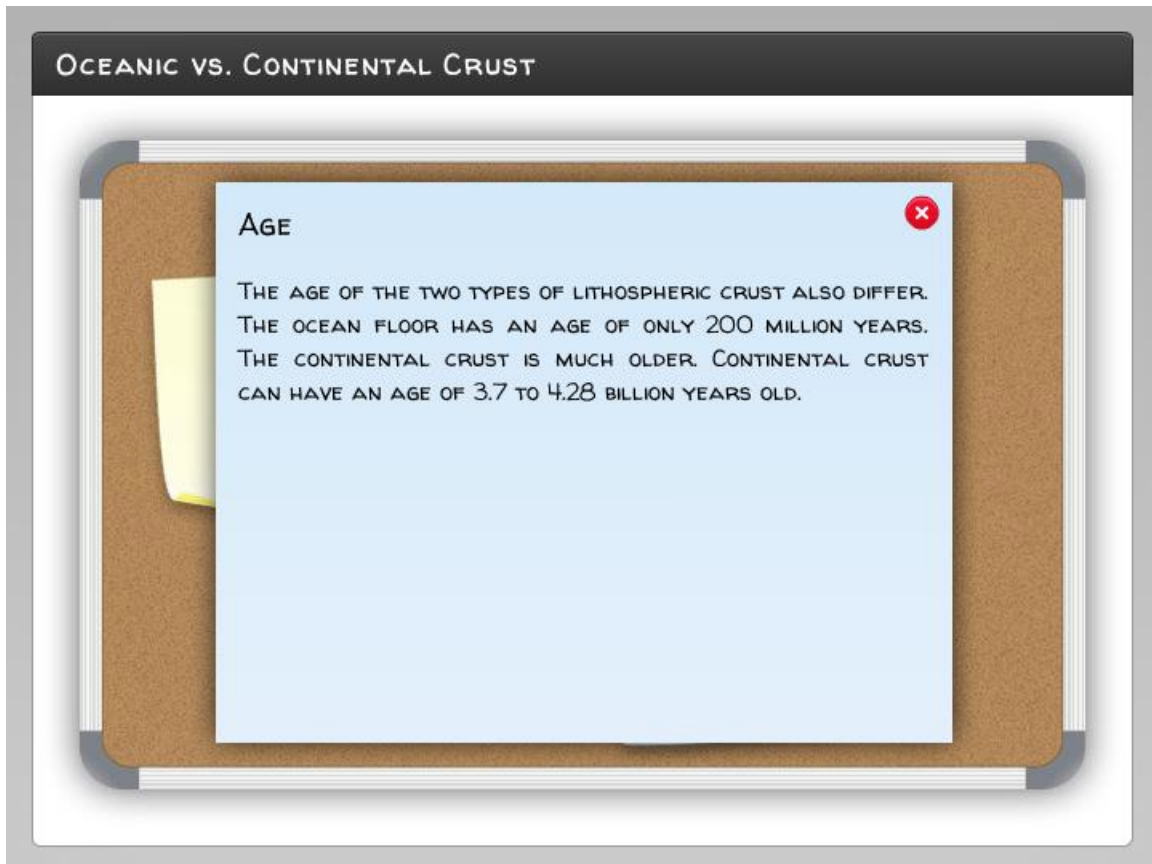 Oceanic vs. Continental Crust
Age
The age of the two types of lithospheric crust also differ.
The ocean floor has an age of only 200 million years.
The continental crust is much older. Continental crust
can have an age of 3.7 to 4.28 billion years old.